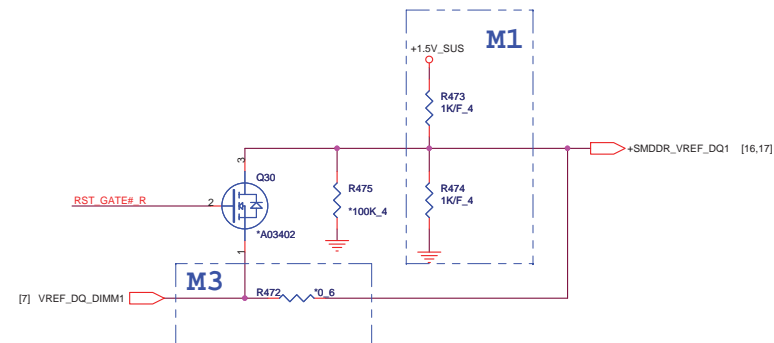 M1
+1.5V_SUS
R473
1K/F_4
+SMDDR_VREF_DQ1 [16,17]
3
Q30
R475
R474
1K/F_4
RST_GATE#_R
2
*100K_4
*A03402
1
M3
R472 *0_6
[7] VREF_DQ_DIMM1